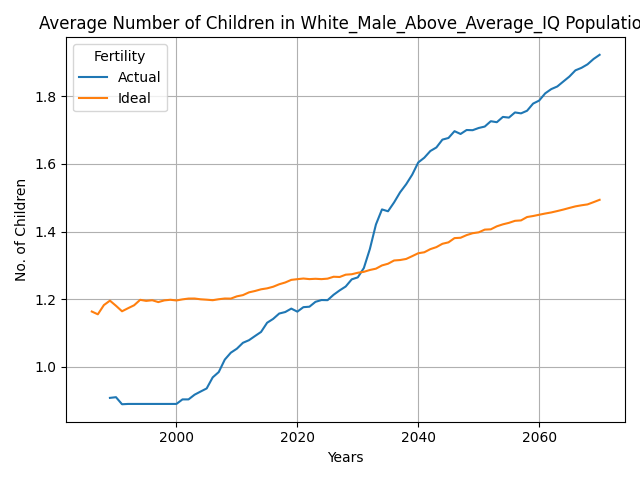 Average Number of Children in White_Male_Above_Average_IQ Populatio
Fertility
Actual
Ideal
No. of Children
1.8
1.6
1.4
1.2
1.0
2000 2020 2040 2060
Years